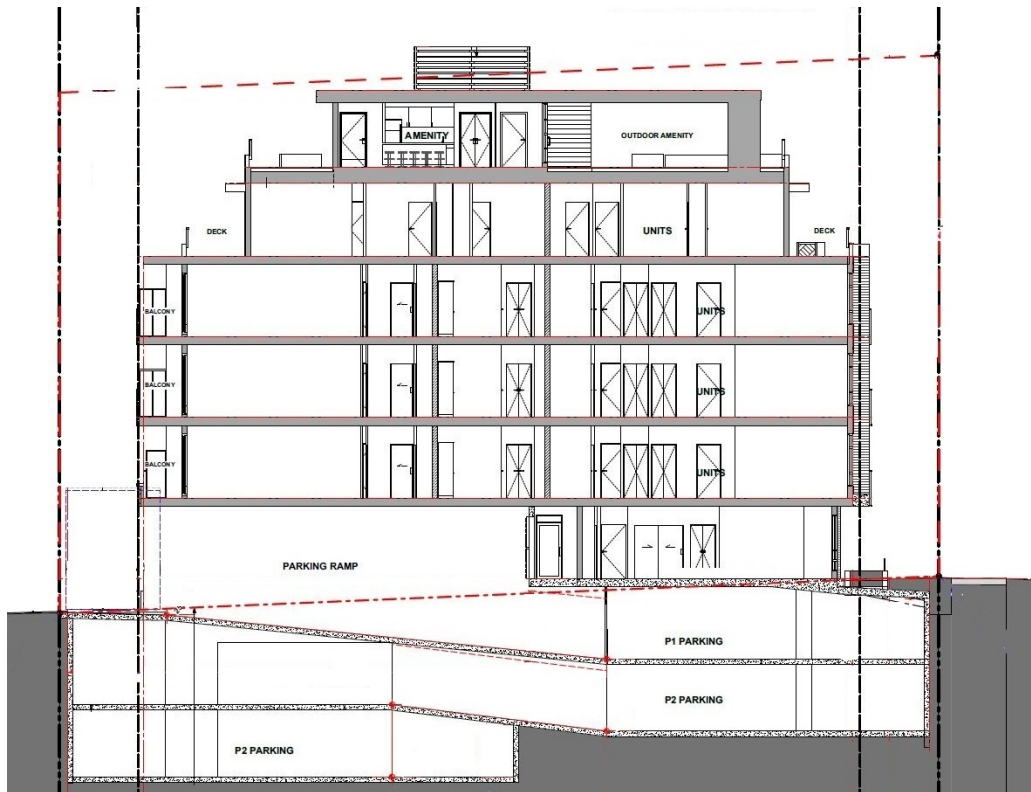 AMENITY
OUTDOOR AMENITY
DECK
UNITS
DECK
BALCONY
UNITS
BALCONY
UNITS
BALCONY
UNITS
PARKING RAMP
P1 PARKING
P2 PARKING
P2 PARKING